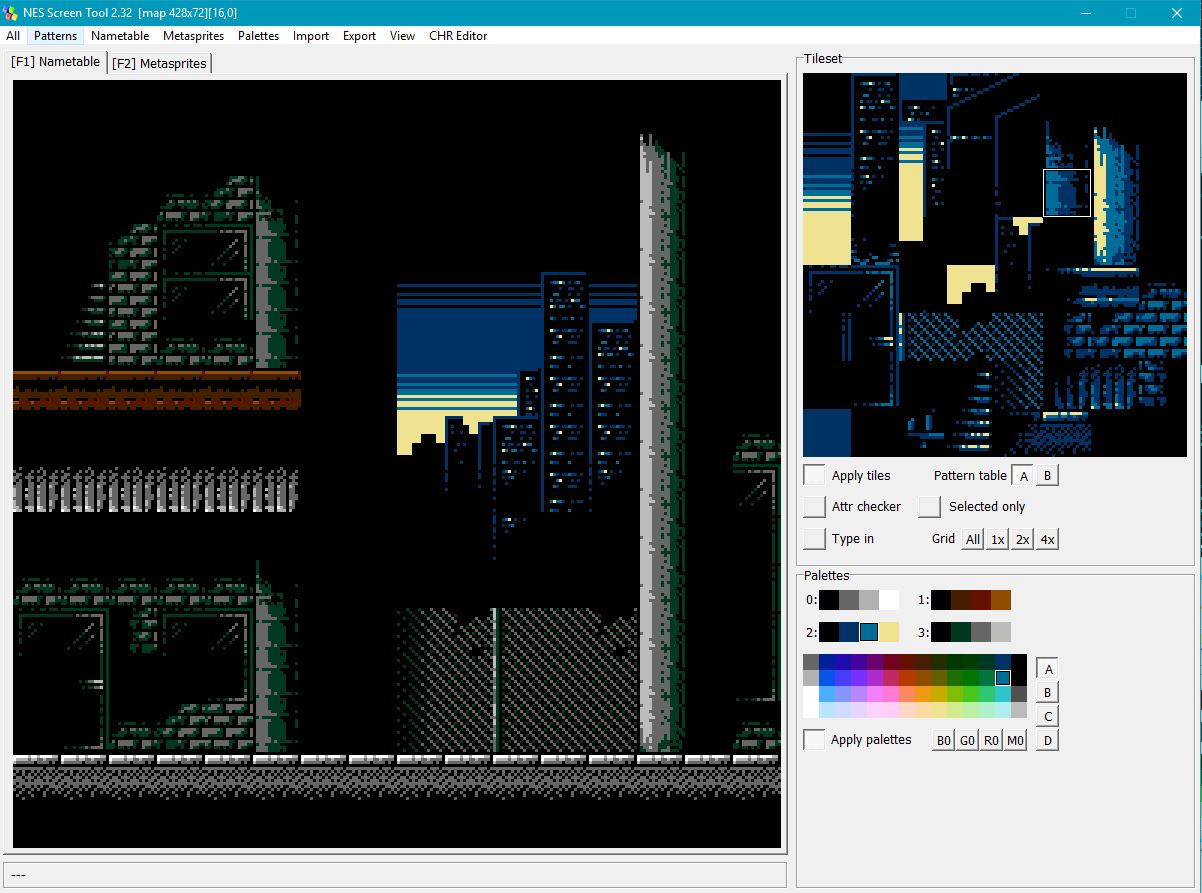 NES Screen Tool 2.32 [map 428x72][16,0]
All Patterns Nametable Metasprites Palettes Import Export View CHR Editor
[F1] Nametable [F2] Metasprites
Tileset
Apply tiles Pattern table A B
Attr checker Selected only
Type in Grid All 1x 2x 4x
Palettes
0: 1:
2: 3:
A
B
C
Apply palettes B0 G0 R0 M0 D
---